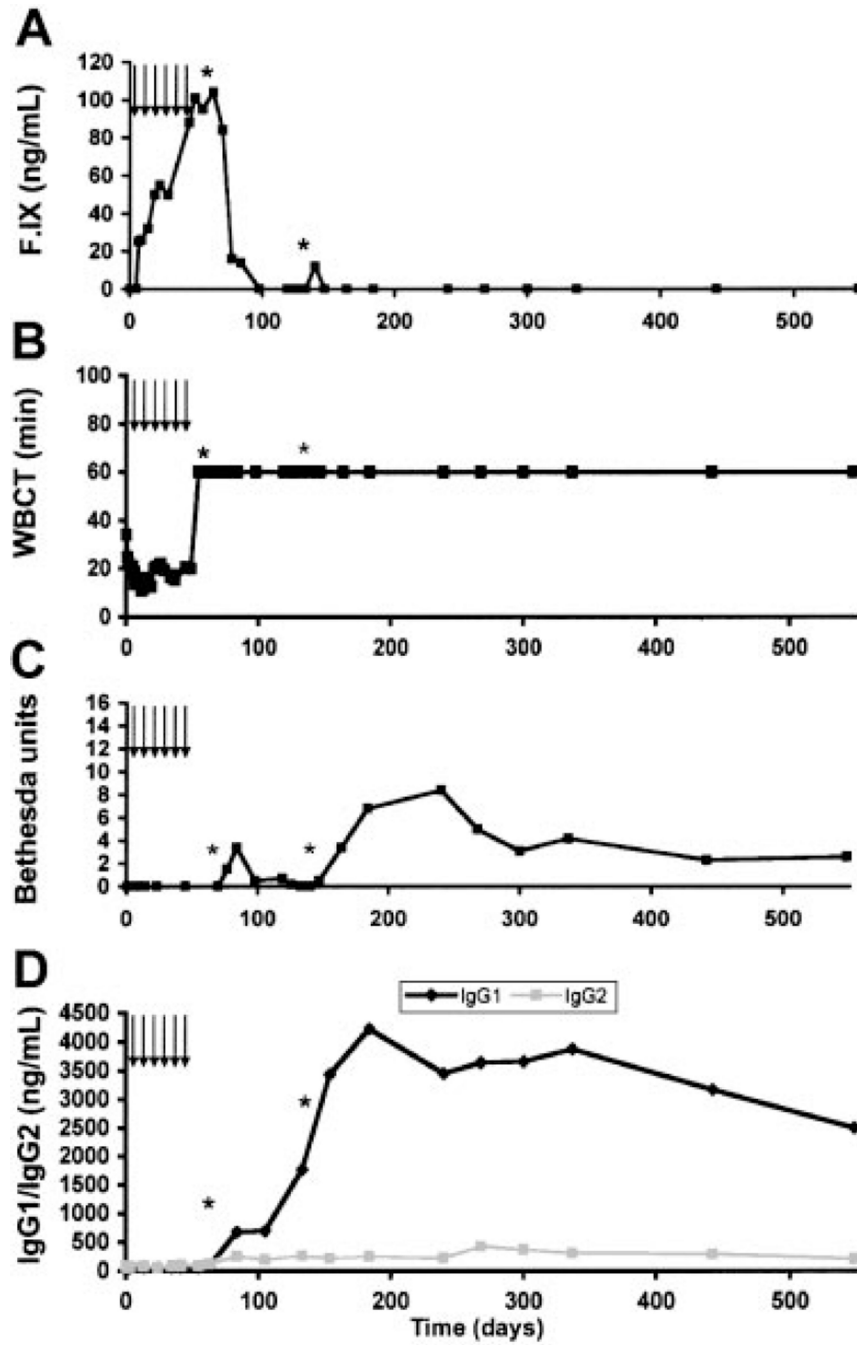 A
F.IX (ng/mL)
120
100
80
60
40
20
0
* *
0 100 200 300 400 500
B
WBCT (min)
100
80
60
40
20
0
* *
0 100 200 300 400 500
C
Bethesda units
16
14
12
10
8
6
4
2
0
* *
0 100 200 300 400 500
D
IgG1/IgG2 (ng/mL)
IgG1 IgG2
4500
4000
3500
3000
2500
2000
1500
1000
500
0
* *
0 100 200 300 400 500
Time (days)